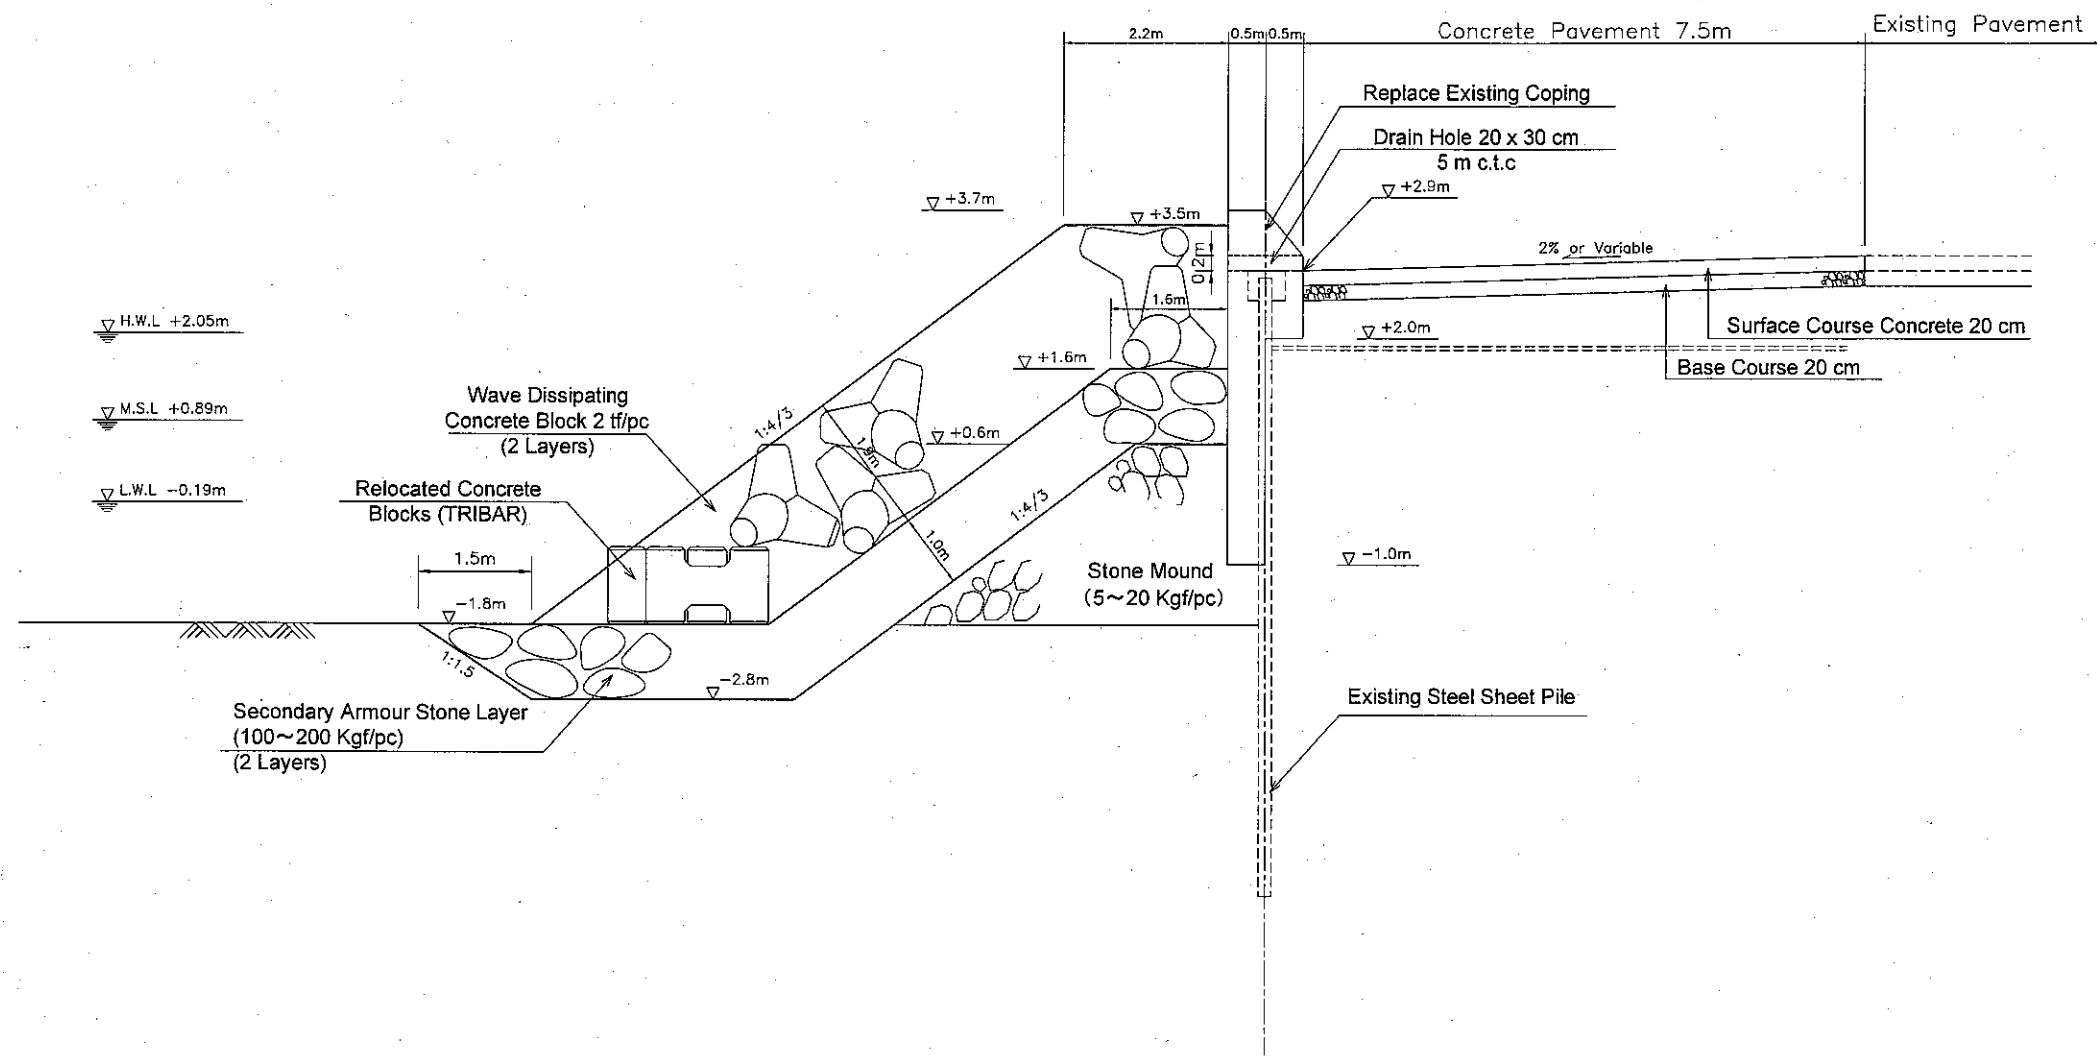 2.2m
0.5m
0.5m
Concrete Pavement 7.5m
Existing Pavement
Replace Existing Coping
Drain Hole 20 x 30 cm
5 m c.t.c
+2.9m
+3.7m
+3.5m
0.2m
2% or Variable
1.6m
H.W.L +2.05m
+2.0m
Surface Course Concrete 20 cm
+1.6m
Base Course 20 cm
Wave Dissipating
Concrete Block 2 tf/pc
(2 Layers)
M.S.L +0.89m
1:4/3
+0.6m
1.9m
L.W.L -0.19m
Relocated Concrete
Blocks (TRIBAR)
1:4/3
1.0m
1.5m
-1.0m
Stone Mound
(5~20 Kgf/pc)
-1.8m
1:1.5
-2.8m
Existing Steel Sheet Pile
Secondary Armour Stone Layer
(100~200 Kgf/pc)
(2 Layers)